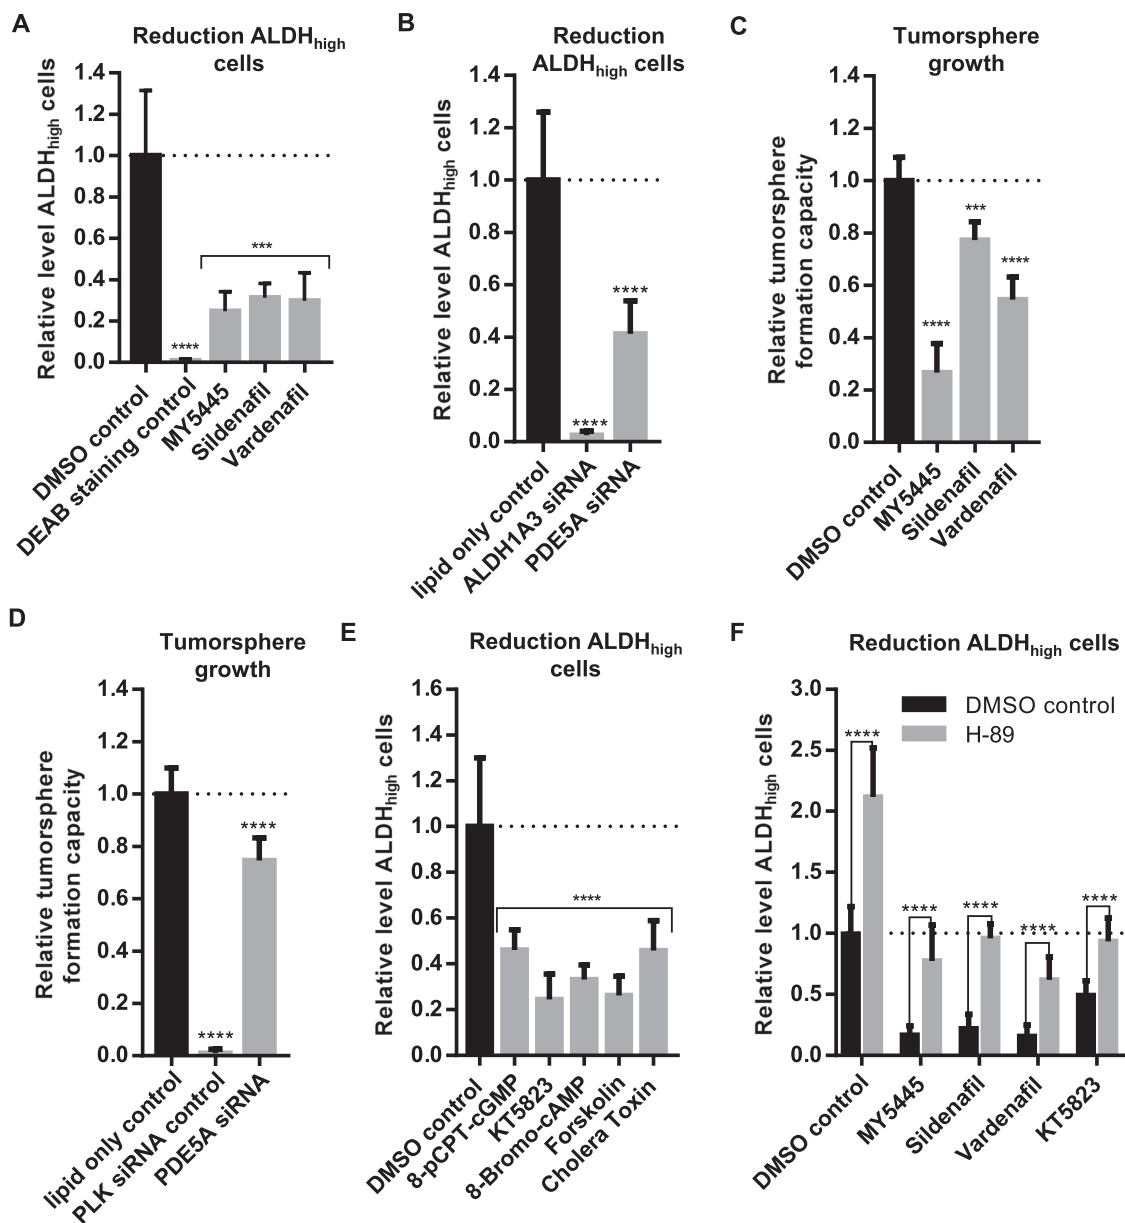 A
Reduction ALDHhigh
cells
Relative level ALDHhigh cells
1.4
1.2
1.0
0.8
0.6
0.4
0.2
0.0
****
***
DMSO control
DEAB staining control
MY5445
Sildenafil
Vardenafil
B
Reduction
ALDHhigh cells
Relative level ALDHhigh cells
1.4
1.2
1.0
0.8
0.6
0.4
0.2
0.0
****
****
lipid only control
ALDH1A3 siRNA
PDE5A siRNA
C
Tumorsphere
growth
Relative tumorsphere
formation capacity
1.4
1.2
1.0
0.8
0.6
0.4
0.2
0.0
****
***
****
DMSO control
MY5445
Sildenafil
Vardenafil
D
Tumorsphere
growth
Relative tumorsphere
formation capacity
1.4
1.2
1.0
0.8
0.6
0.4
0.2
0.0
****
****
lipid only control
PLK siRNA control
PDE5A siRNA
E
Reduction ALDHhigh
cells
Relative level ALDHhigh cells
1.6
1.4
1.2
1.0
0.8
0.6
0.4
0.2
0.0
****
DMSO control
8-pCPT-cGMP
KT5823
8-Bromo-cAMP
Forskolin
Cholera Toxin
F
Reduction ALDHhigh cells
Relative level ALDHhigh cells
3.0
2.5
2.0
1.5
1.0
0.5
0.0
DMSO control
H-89
****
****
****
****
****
DMSO control
MY5445
Sildenafil
Vardenafil
KT5823